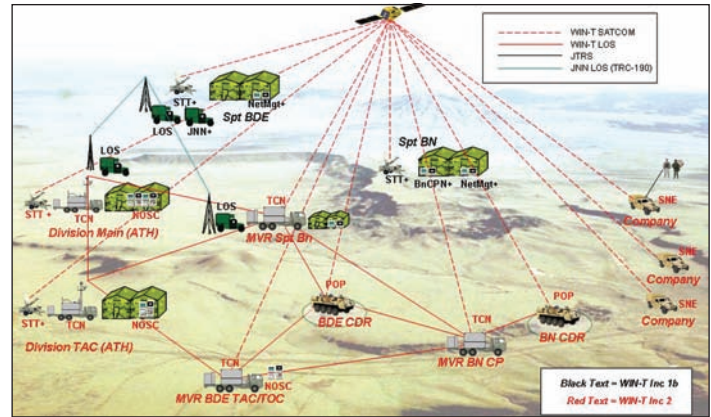 WIN-T SATCOM
WIN-T LOS
JTRS
JNN LOS (TRC-190)
STT+
NetMgt+
Spt BDE
LOS
JNN+
LOS
Spt BN
STT+
BnCPN+
NetMgt+
SNE
Company
STT+
TCN
NOSC
Division Main (ATH)
LOS
TCN
MVR Spt Bn
SNE
Company
SNE
Company
POP
BDE CDR
POP
BN CDR
STT+
TCN
NOSC
Division TAC (ATH)
TCN
MVR BN CP
TCN
NOSC
MVR BDE TAC/TOC
Black Text = WIN-T Inc 1b
Red Text = WIN-T Inc 2